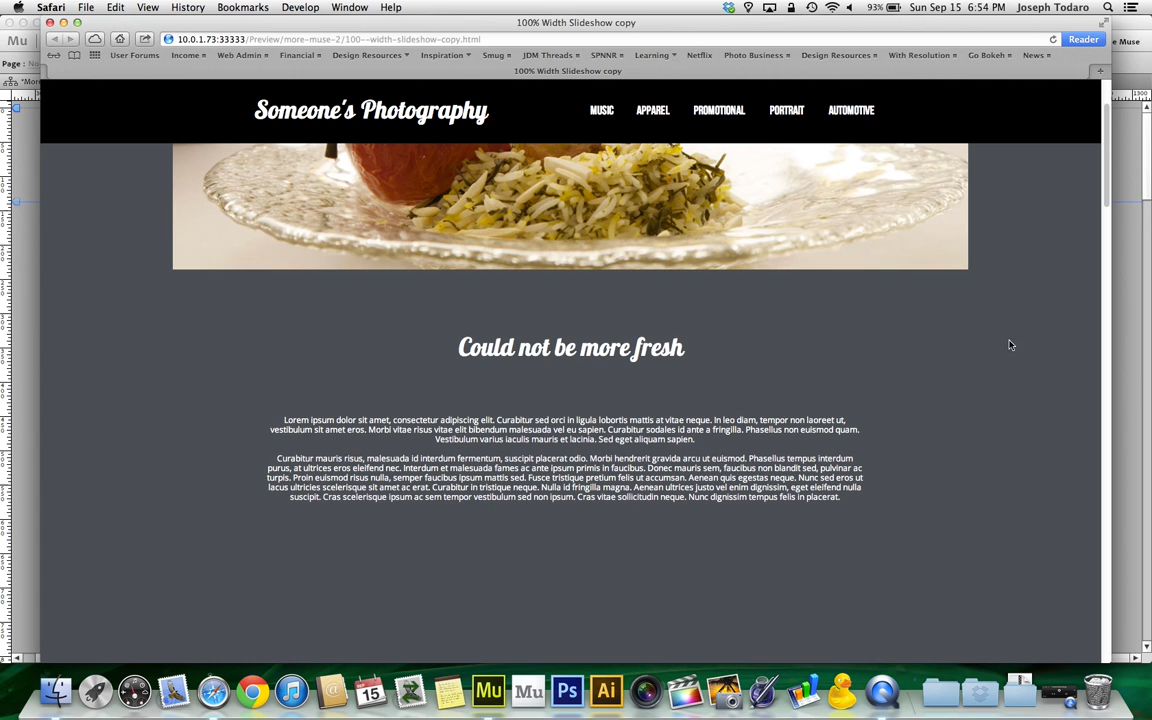 Safari File Edit View History Bookmarks Develop Window Help 93% Sun Sep 15 6:54 PM Joseph Todaro
100% Width Slideshow copy
10.0.1.73:33333/Preview/more-muse-2/100--width-slideshow-copy.html Reader
Mu e Muse
User Forums Income Web Admin Financial Design Resources Inspiration Smug JDM Threads SPNNR Learning Netflix Photo Business Design Resources With Resolution Go Bokeh News
Page: No
100% Width Slideshow copy
1300
Someone's Photography MUSIC APPAREL PROMOTIONAL PORTRAIT AUTOMOTIVE
Could not be more fresh
Lorem ipsum dolor sit amet, consectetur adipiscing elit. Curabitur sed orci in ligula lobortis mattis at vitae neque. In leo diam, tempor non laoreet ut,
vestibulum sit amet eros. Morbi vitae risus vitae elit bibendum malesuada vel eu sapien. Curabitur sodales id ante a fringilla. Phasellus non euismod quam.
Vestibulum varius iaculis mauris et lacinia. Sed eget aliquam sapien.
Curabitur mauris risus, malesuada id interdum fermentum, suscipit placerat odio. Morbi hendrerit gravida arcu ut euismod. Phasellus tempus interdum
purus, at ultrices eros eleifend nec. Interdum et malesuada fames ac ante ipsum primis in faucibus. Donec mauris sem, faucibus non blandit sed, pulvinar ac
turpis. Proin euismod risus nulla, semper faucibus ipsum mattis sed. Fusce tristique pretium felis ut accumsan. Aenean quis egestas neque. Nunc sed eros ut
lacus ultricies scelerisque sit amet ac erat. Curabitur in tristique neque. Nulla id fringilla magna. Aenean ultrices justo vel enim dignissim, eget eleifend nulla
suscipit. Cras scelerisque ipsum ac sem tempor vestibulum sed non ipsum. Cras vitae sollicitudin neque. Nunc dignissim tempus felis in placerat.
15 Mu Mu Ps Ai